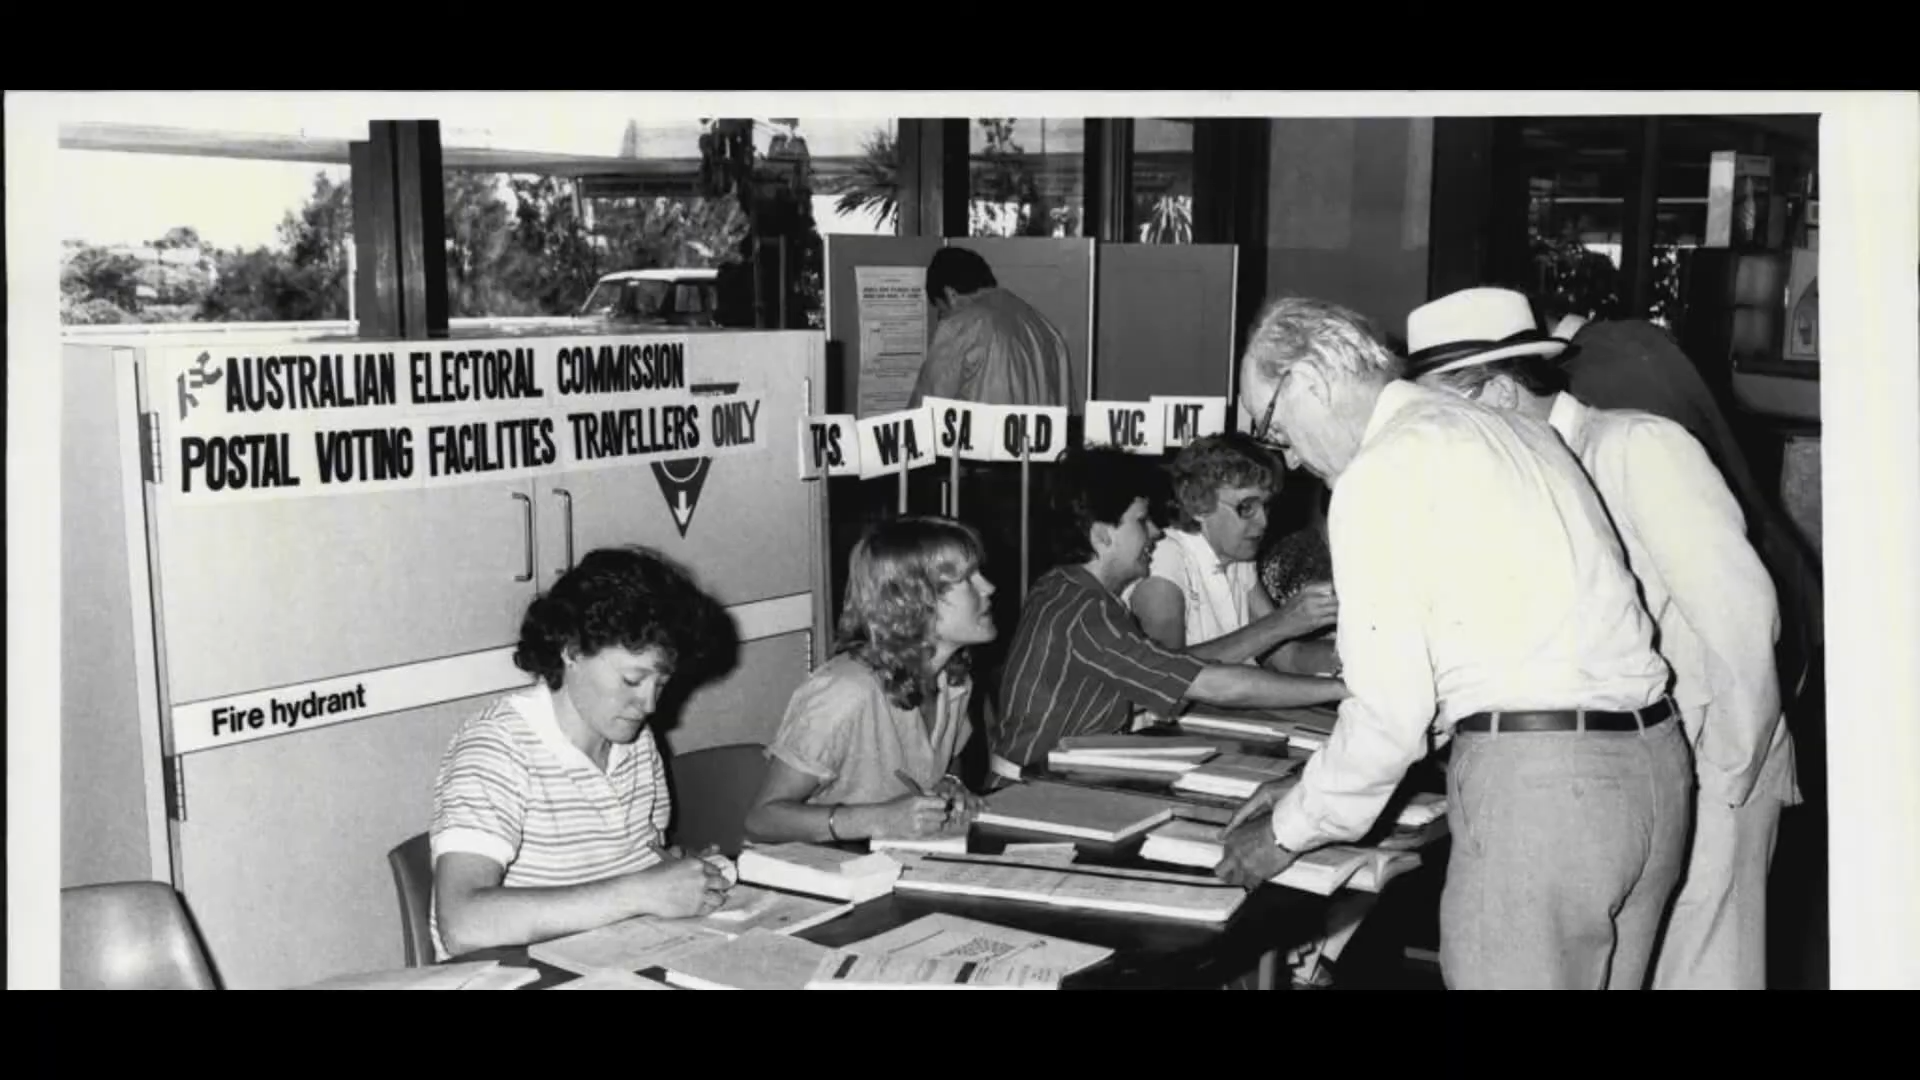 AUSTRALIAN ELECTORAL COMMISSION
POSTAL VOTING FACILITIES TRAVELLERS ONLY
TAS.
W.A.
S.A.
QLD
VIC.
NT
Fire hydrant